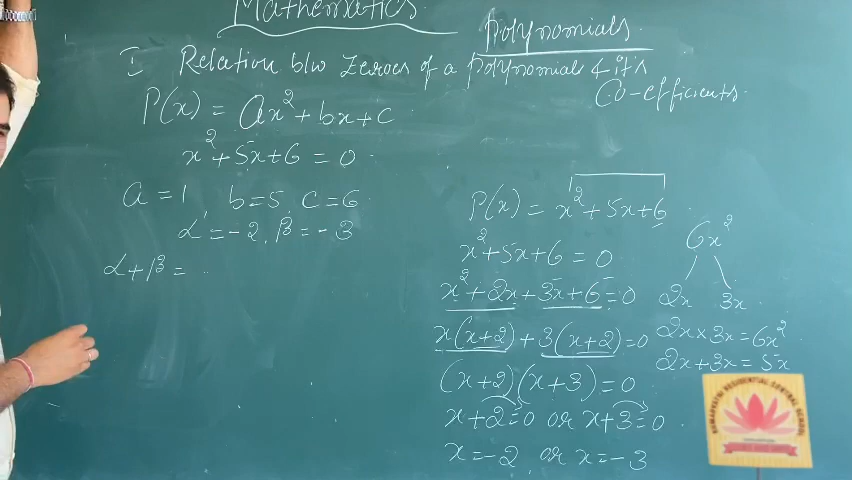 Mathematics
Polynomials
I Relation b/w Zeroes of a polynomials & it's
Co-efficients.
P(x) = ax² + bx + c
x² + 5x + 6 = 0
a = 1, b = 5, c = 6
α = -2, β = -3
α + β =
P(x) = x² + 5x + 6
x² + 5x + 6 = 0
x² + 2x + 3x + 6 = 0
x(x+2) + 3(x+2) = 0
(x+2)(x+3) = 0
x+2=0 or x+3=0
x = -2 or x = -3
6x²
2x 3x
2x × 3x = 6x²
2x + 3x = 5x